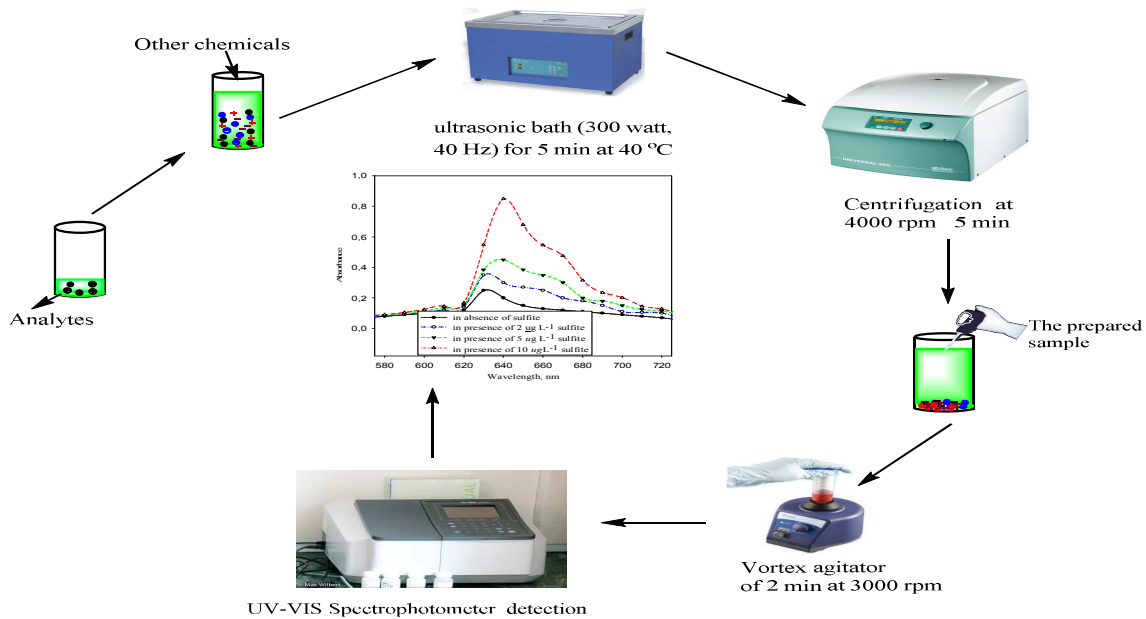 Other chemicals
Analytes
ultrasonic bath (300 watt,
40 Hz) for 5 min at 40 °C
UNIVERSAL 320
Centrifugation at
4000 rpm 5 min
The prepared
sample
Vortex agitator
of 2 min at 3000 rpm
UV-VIS Spectrophotometer detection
Mae Wilbert
1,0
0,8
0,6
0,4
0,2
0,0
Absorbance
in absence of sulfite
in presence of 2 ug L-1 sulfite
in presence of 5 ug L-1 sulfite
in presence of 10 ugL-1 sulfite
580 600 620 640 660 680 700 720
Wavelength, nm